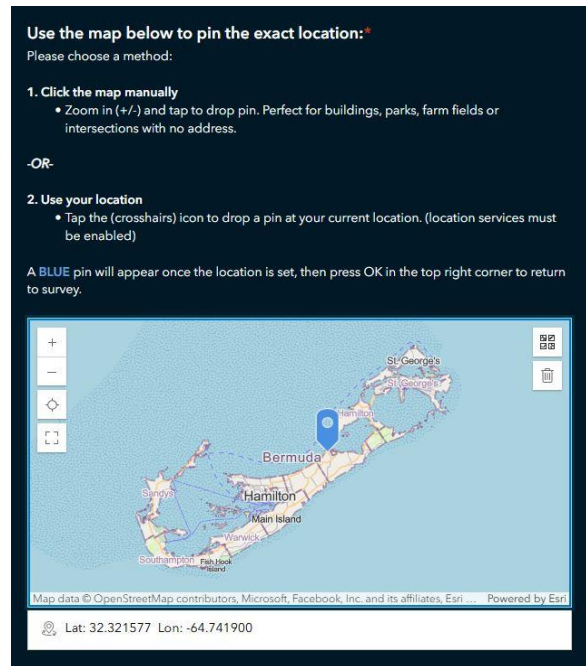 Use the map below to pin the exact location:*
Please choose a method:
1. Click the map manually
• Zoom in (+/-) and tap to drop pin. Perfect for buildings, parks, farm fields or
intersections with no address.
-OR-
2. Use your location
• Tap the (crosshairs) icon to drop a pin at your current location. (location services must
be enabled)
A BLUE pin will appear once the location is set, then press OK in the top right corner to return
to survey.
+
St. George's
−
St. George's
Hamilton
Bermuda
Sandys
Hamilton
Main Island
Warwick
Southampton
Fish Hook
Island
Map data © OpenStreetMap contributors, Microsoft, Facebook, Inc. and its affiliates, Esri ... Powered by Esri
Lat: 32.321577 Lon: -64.741900